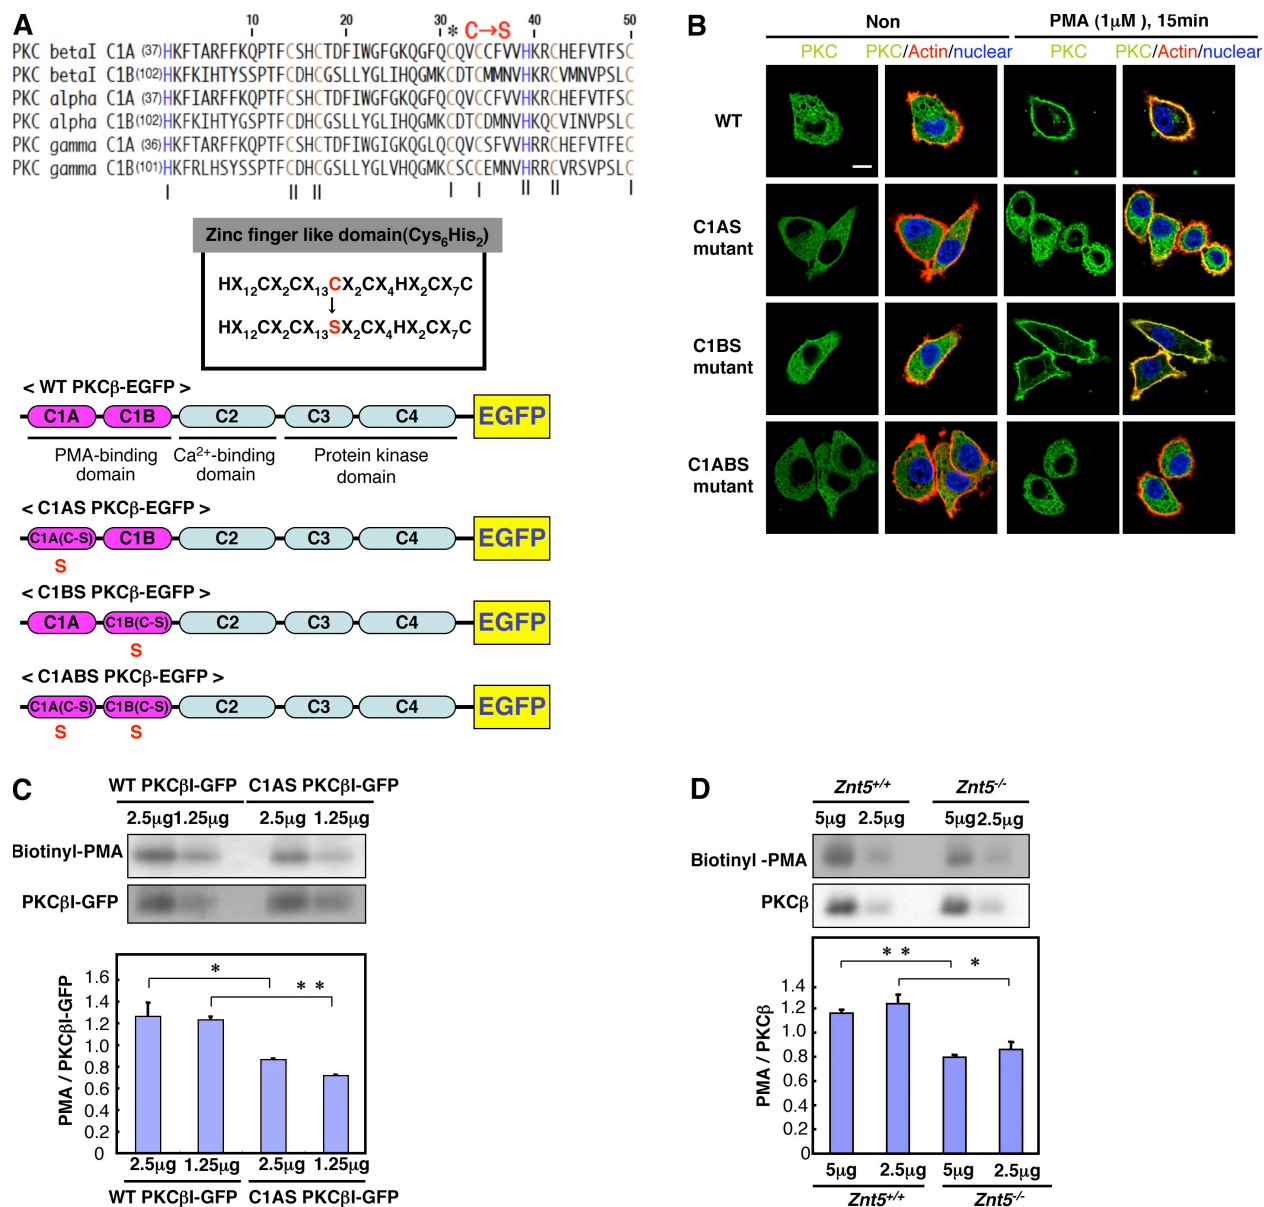 A
10 20 30 * C→S 40 50
PKC betaI C1A (37)HKFTARFFKQPTFCSHCTDFIWGFGKQGFQCQVCCFVVHKRCHEFVTFSC
PKC betaI C1B(102)HKFKIHTYSSPTFCDHCGSLLYGLIHQGMKCDTCMMNVHKRCVMNVPSLC
PKC alpha C1A (37)HKFIARFFKQPTFCSHCTDFIWGFGKQGFQCQVCCFVVHKRCHEFVTFSC
PKC alpha C1B(102)HKFKIHTYGSPTFCDHCGSLLYGLIHQGMKCDTCDMNVHKQCVINVPSLC
PKC gamma C1A (36)HKFTARFFKQPTFCSHCTDFIWGIGKQGLQCQVCSFVVHRRCHEFVTFEC
PKC gamma C1B(101)HKFRLHSYSSPTFCDHCGSLLYGLVHQGMKCSCCEMNVHRRCVRSVPSLC
I II I I I II II I
Zinc finger like domain(Cys6His2)
HX12CX2CX13CX2CX4HX2CX7C
↓
HX12CX2CX13SX2CX4HX2CX7C
< WT PKCβ-EGFP >
C1A C1B C2 C3 C4 EGFP
PMA-binding domain
Ca2+-binding domain
Protein kinase domain
< C1AS PKCβ-EGFP >
C1A(C-S) C1B C2 C3 C4 EGFP
S
< C1BS PKCβ-EGFP >
C1A C1B(C-S) C2 C3 C4 EGFP
S
< C1ABS PKCβ-EGFP >
C1A(C-S) C1B(C-S) C2 C3 C4 EGFP
S S
B
Non PMA (1μM ), 15min
PKC PKC/Actin/nuclear PKC PKC/Actin/nuclear
WT
C1AS
mutant
C1BS
mutant
C1ABS
mutant
C
WT PKCβI-GFP C1AS PKCβI-GFP
2.5μg 1.25μg 2.5μg 1.25μg
Biotinyl-PMA
PKCβI-GFP
PMA / PKCβI-GFP
1.6
1.4
1.2
1.0
0.8
0.6
0.4
0.2
0
*
* *
2.5μg 1.25μg 2.5μg 1.25μg
WT PKCβI-GFP C1AS PKCβI-GFP
D
Znt5+/+ Znt5-/-
5μg 2.5μg 5μg 2.5μg
Biotinyl -PMA
PKCβ
PMA / PKCβ
1.4
1.2
1.0
0.8
0.6
0.4
0.2
0
* *
*
5μg 2.5μg 5μg 2.5μg
Znt5+/+ Znt5-/-